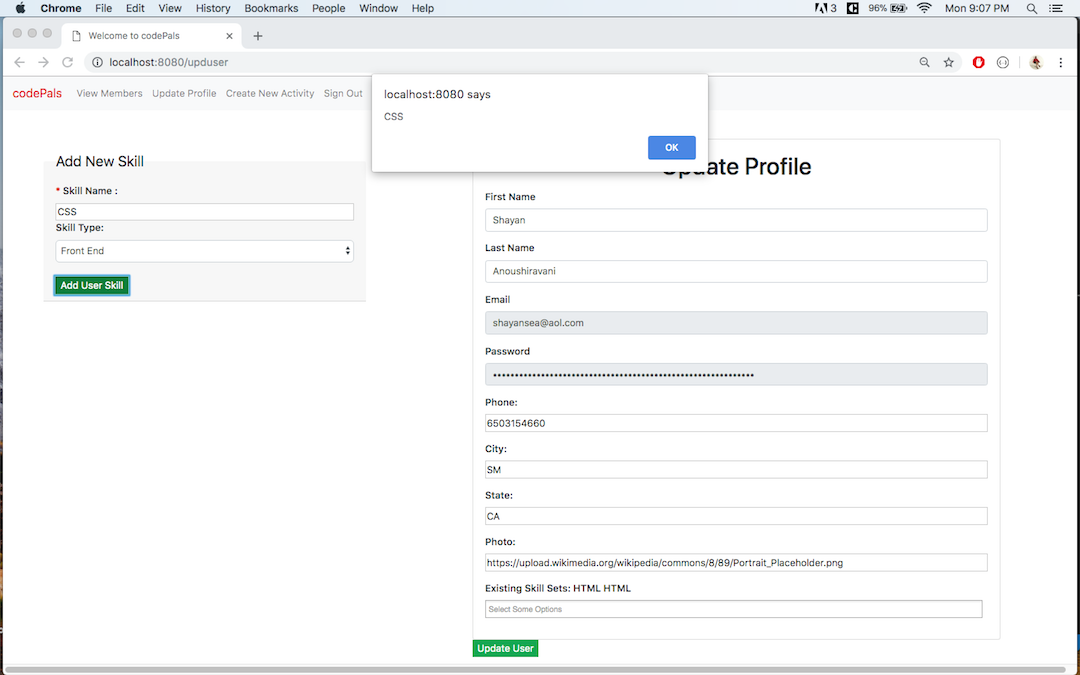 Chrome File Edit View History Bookmarks People Window Help 3 96% Mon 9:07 PM
Welcome to codePals
localhost:8080/upduser
codePals View Members Update Profile Create New Activity Sign Out
localhost:8080 says
CSS
OK
Add New Skill
* Skill Name :
CSS
Skill Type:
Front End
Add User Skill
Update Profile
First Name
Shayan
Last Name
Anoushiravani
Email
shayansea@aol.com
Password
Phone:
6503154660
City:
SM
State:
CA
Photo:
https://upload.wikimedia.org/wikipedia/commons/8/89/Portrait_Placeholder.png
Existing Skill Sets: HTML HTML
Select Some Options
Update User